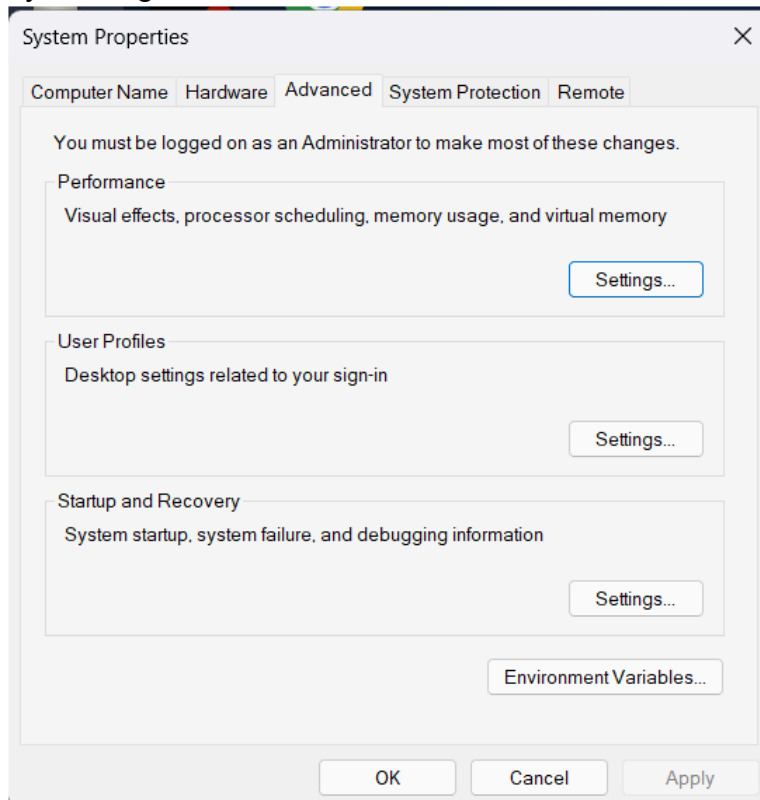 System Properties
Computer Name Hardware Advanced System Protection Remote
You must be logged on as an Administrator to make most of these changes.
Performance
Visual effects, processor scheduling, memory usage, and virtual memory
Settings...
User Profiles
Desktop settings related to your sign-in
Settings...
Startup and Recovery
System startup, system failure, and debugging information
Settings...
Environment Variables...
OK Cancel Apply